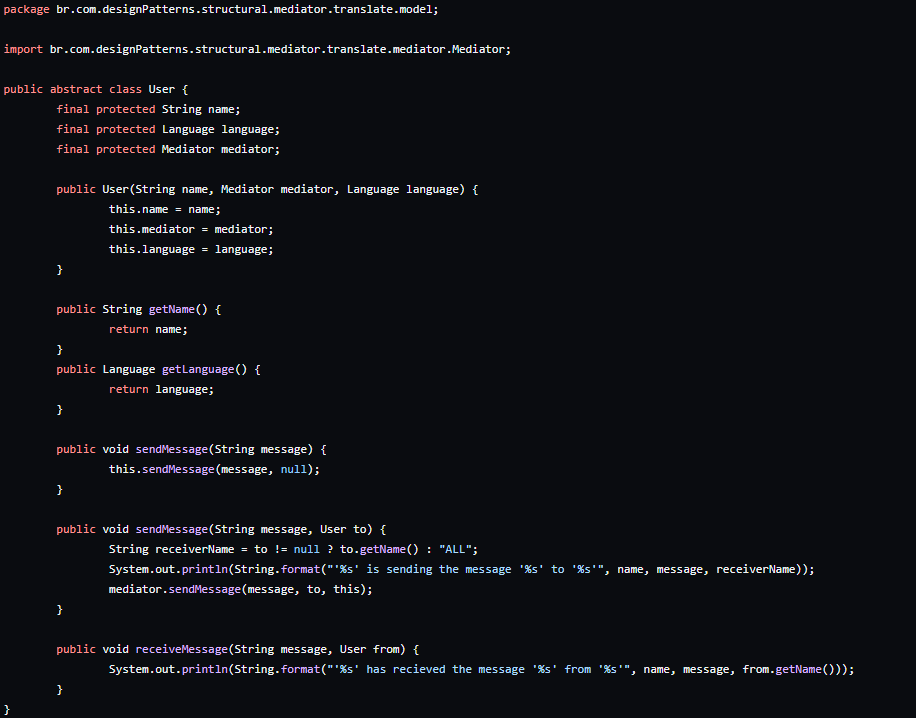 package br.com.designPatterns.structural.mediator.translate.model;
import br.com.designPatterns.structural.mediator.translate.mediator.Mediator;
public abstract class User {
final protected String name;
final protected Language language;
final protected Mediator mediator;
public User(String name, Mediator mediator, Language language) {
this.name = name;
this.mediator = mediator;
this.language = language;
}
public String getName() {
return name;
}
public Language getLanguage() {
return language;
}
public void sendMessage(String message) {
this.sendMessage(message, null);
}
public void sendMessage(String message, User to) {
String receiverName = to != null ? to.getName() : "ALL";
System.out.println(String.format("'%s' is sending the message '%s' to '%s'", name, message, receiverName));
mediator.sendMessage(message, to, this);
}
public void receiveMessage(String message, User from) {
System.out.println(String.format("'%s' has recieved the message '%s' from '%s'", name, message, from.getName()));
}
}